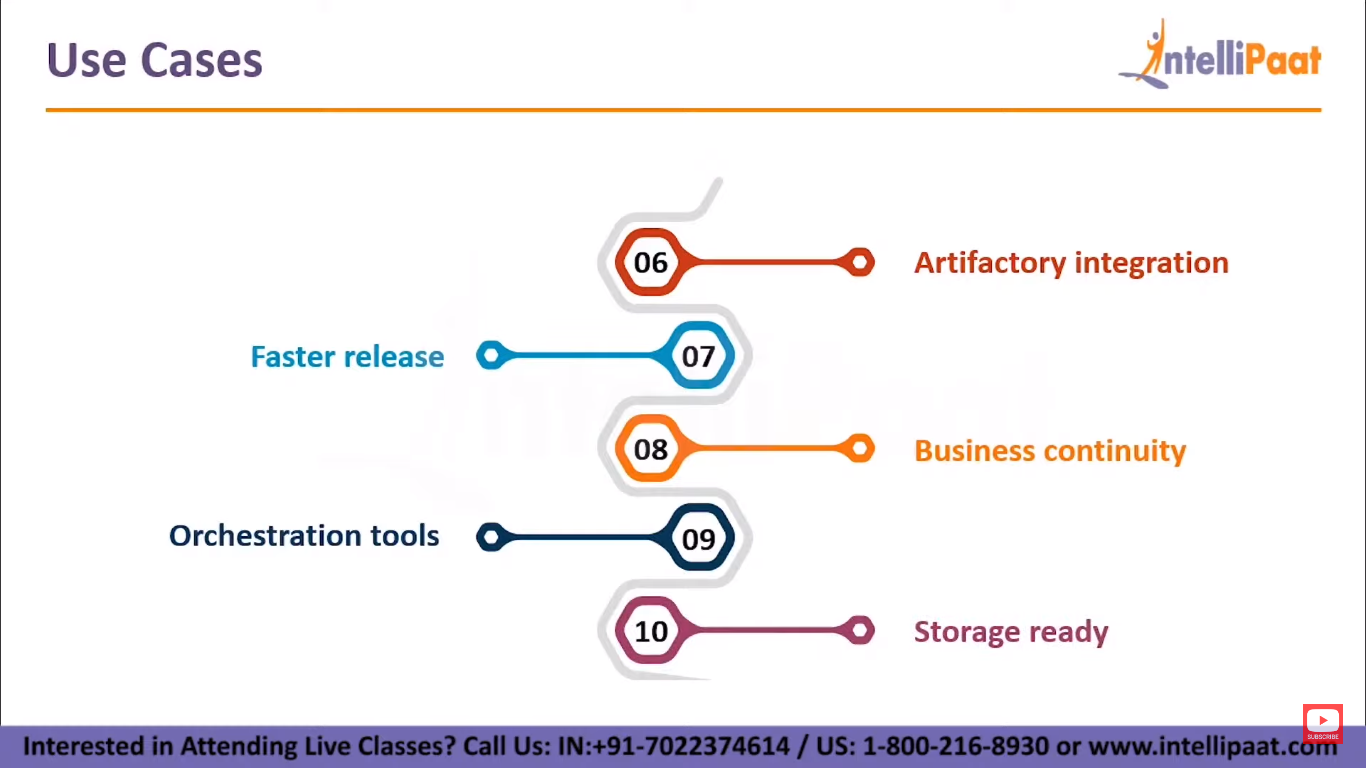 Use Cases
IntelliPaat
06
Artifactory integration
Faster release
07
08
Business continuity
Orchestration tools
09
10
Storage ready
SUBSCRIBE
Interested in Attending Live Classes? Call Us: IN:+91-7022374614 / US: 1-800-216-8930 or www.intellipaat.com